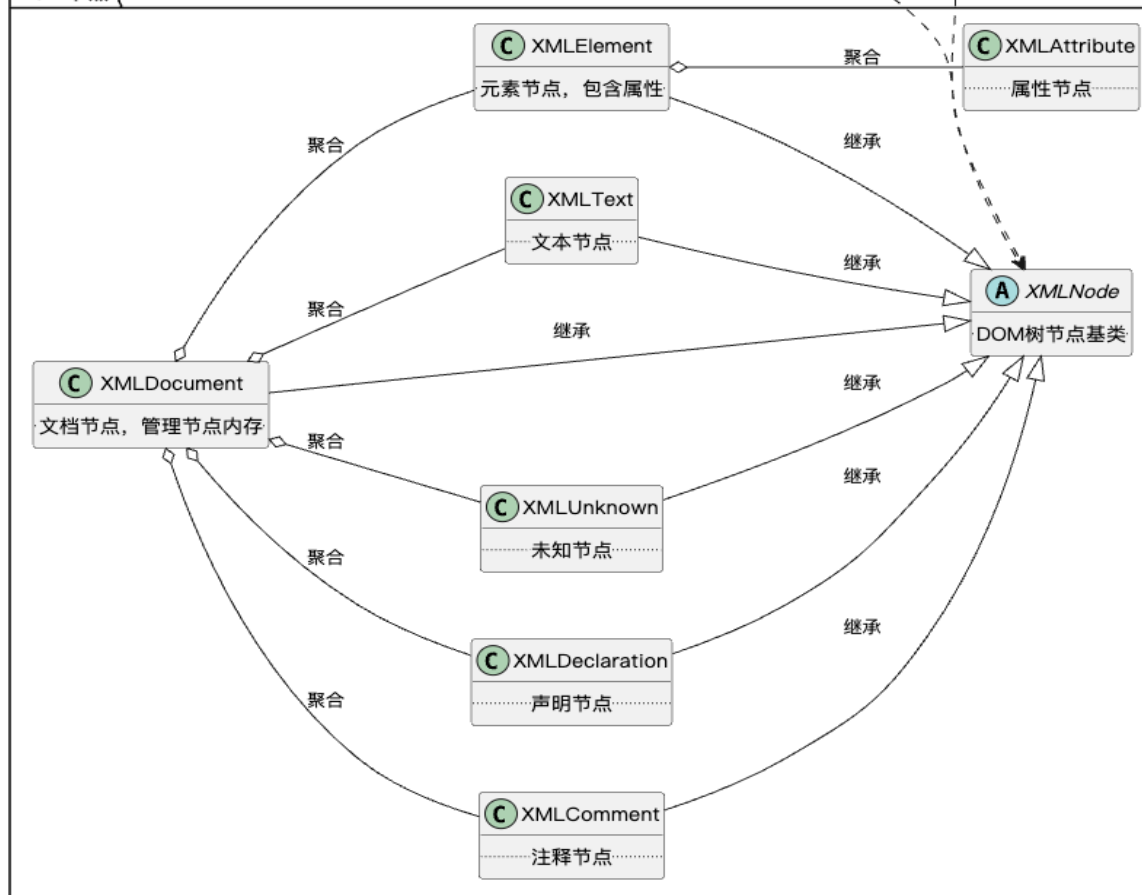 C XMLElement
元素节点，包含属性
聚合
C XMLAttribute
属性节点
聚合
继承
C XMLText
文本节点
继承
聚合
A XMLNode
DOM树节点基类
继承
C XMLDocument
文档节点，管理节点内存
继承
聚合
C XMLUnknown
未知节点
继承
聚合
C XMLDeclaration
声明节点
继承
聚合
C XMLComment
注释节点